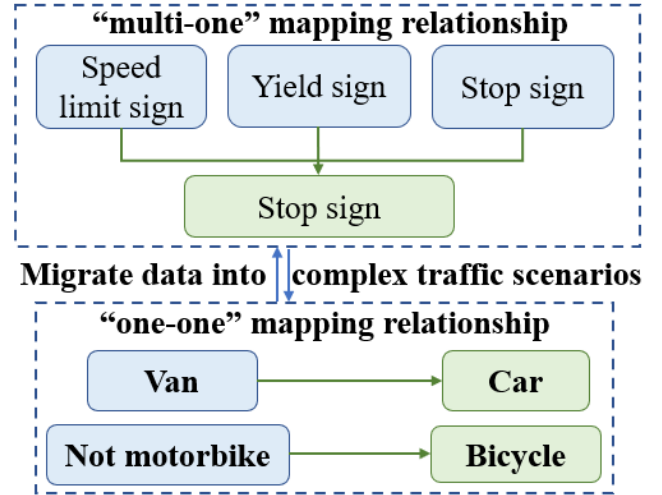 “multi-one” mapping relationship
Speed
limit sign
Yield sign
Stop sign
Stop sign
Migrate data into complex traffic scenarios
“one-one” mapping relationship
Van
Car
Not motorbike
Bicycle